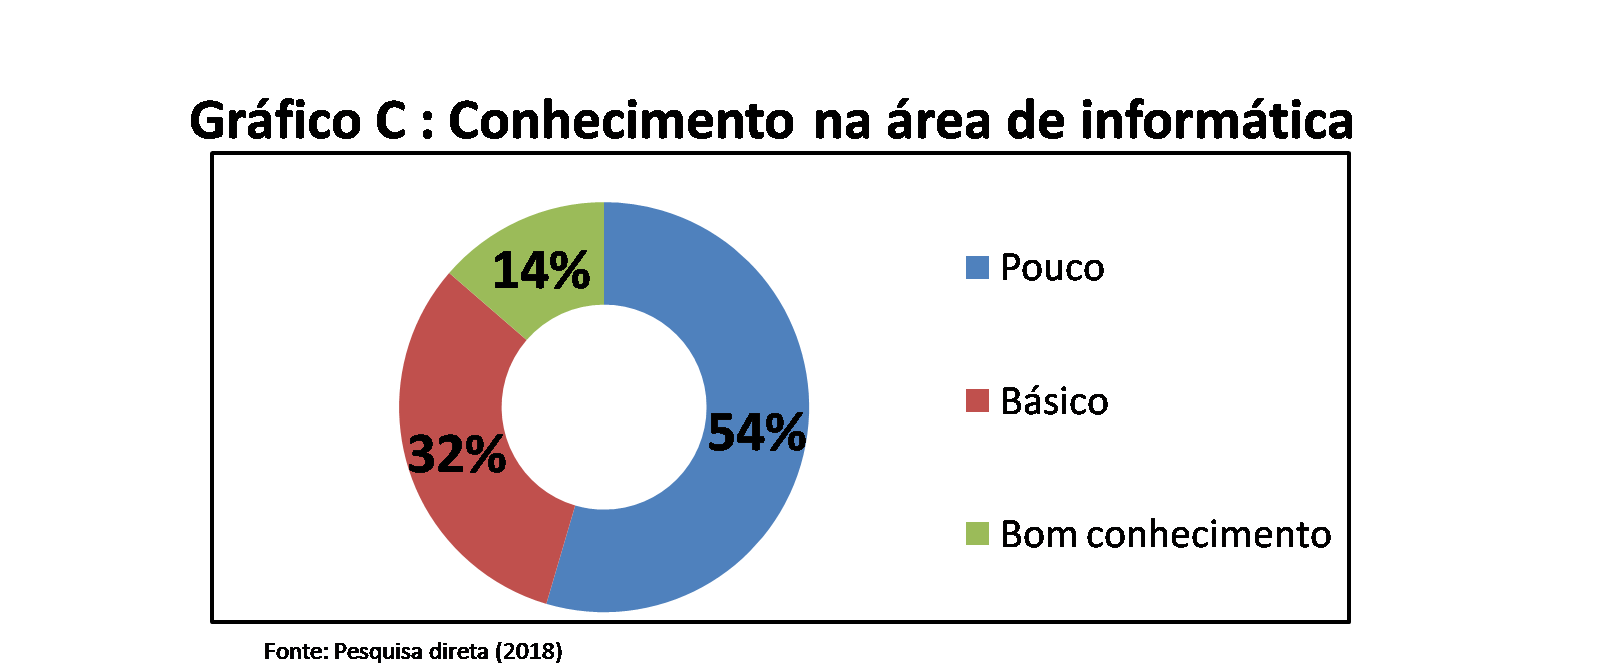 Gráfico C : Conhecimento na área de informática
14%
Pouco
Básico
54%
32%
Bom conhecimento
Fonte: Pesquisa direta (2018)